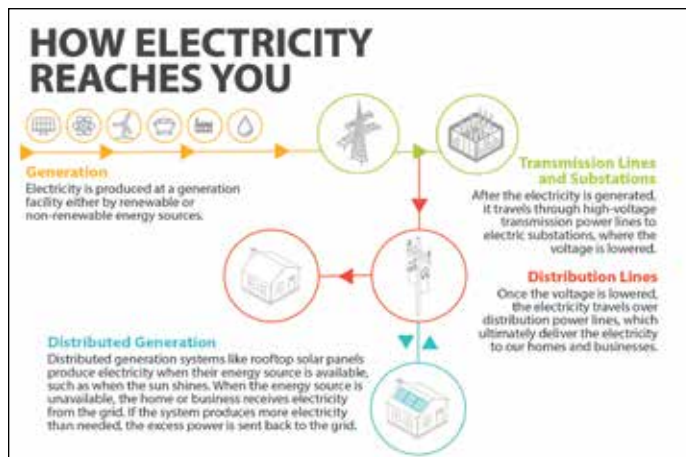 HOW ELECTRICITY
REACHES YOU
Generation
Electricity is produced at a generation
facility either by renewable or
non-renewable energy sources.
Transmission Lines
and Substations
After the electricity is generated,
it travels through high-voltage
transmission power lines to
electric substations, where the
voltage is lowered.
Distribution Lines
Once the voltage is lowered,
the electricity travels over
distribution power lines, which
ultimately deliver the electricity
to our homes and businesses.
Distributed Generation
Distributed generation systems like rooftop solar panels
produce electricity when their energy source is available,
such as when the sun shines. When the energy source is
unavailable, the home or business receives electricity
from the grid. If the system produces more electricity
than needed, the excess power is sent back to the grid.